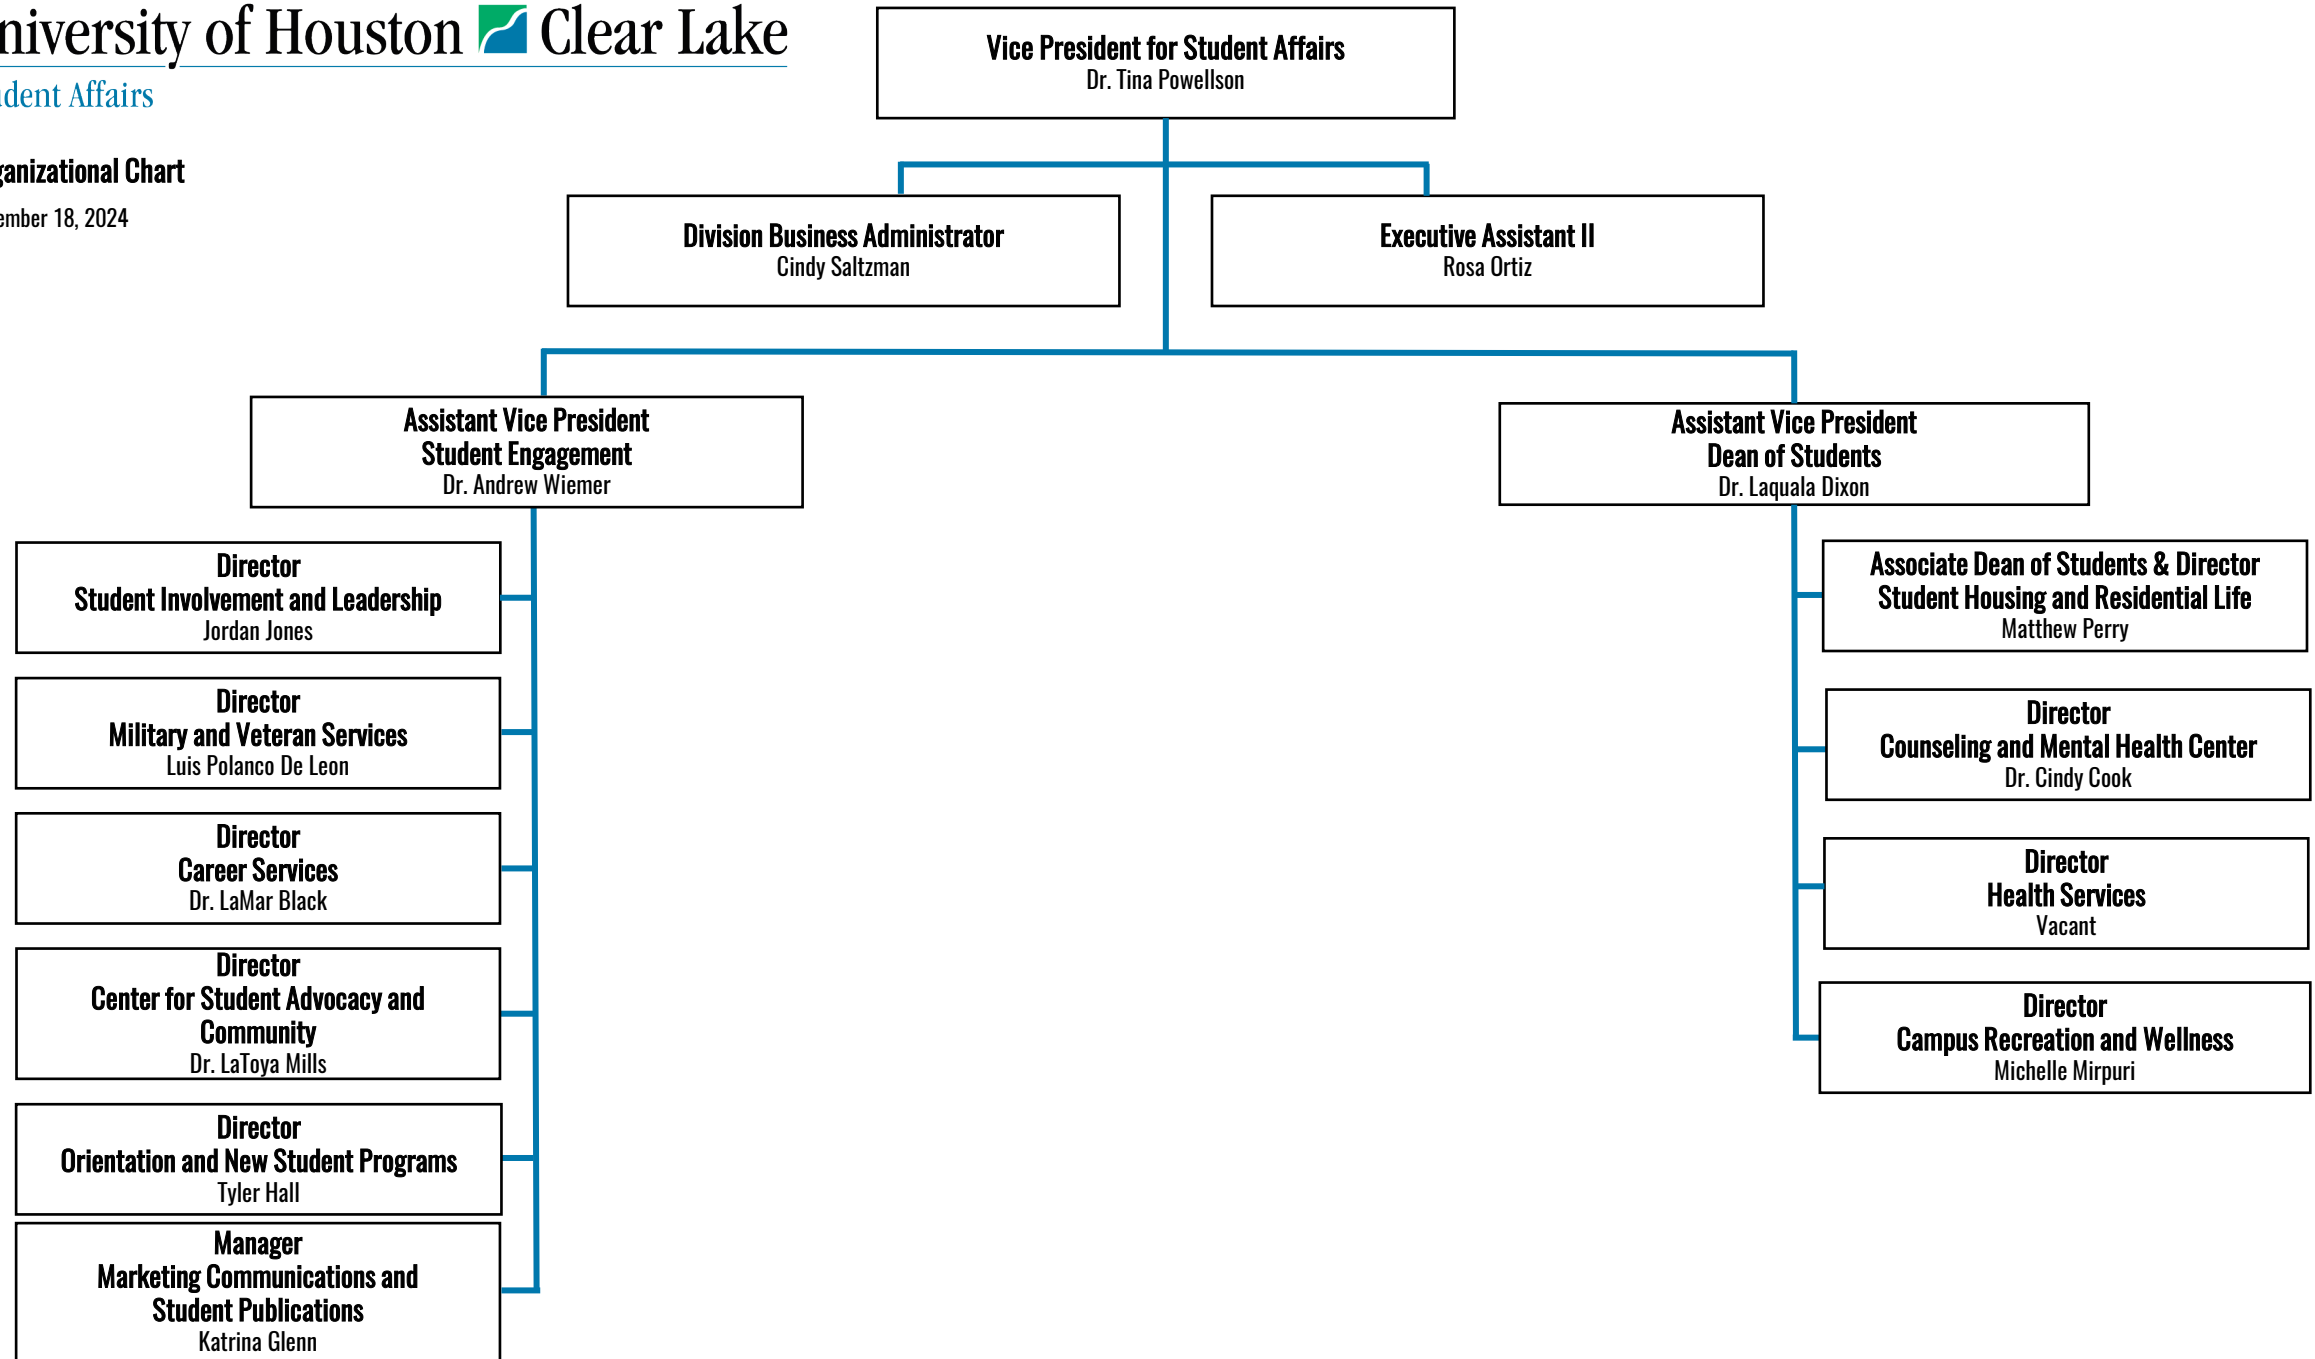 niversity of Houston Clear Lake
dent Affairs
ganizational Chart
ember 18, 2024
Vice President for Student Affairs
Dr. Tina Powellson
Division Business Administrator
Cindy Saltzman
Executive Assistant II
Rosa Ortiz
Assistant Vice President
Student Engagement
Dr. Andrew Wiemer
Assistant Vice President
Dean of Students
Dr. Laquala Dixon
Director
Student Involvement and Leadership
Jordan Jones
Director
Military and Veteran Services
Luis Polanco De Leon
Director
Career Services
Dr. LaMar Black
Director
Center for Student Advocacy and
Community
Dr. LaToya Mills
Director
Orientation and New Student Programs
Tyler Hall
Manager
Marketing Communications and
Student Publications
Katrina Glenn
Associate Dean of Students & Director
Student Housing and Residential Life
Matthew Perry
Director
Counseling and Mental Health Center
Dr. Cindy Cook
Director
Health Services
Vacant
Director
Campus Recreation and Wellness
Michelle Mirpuri